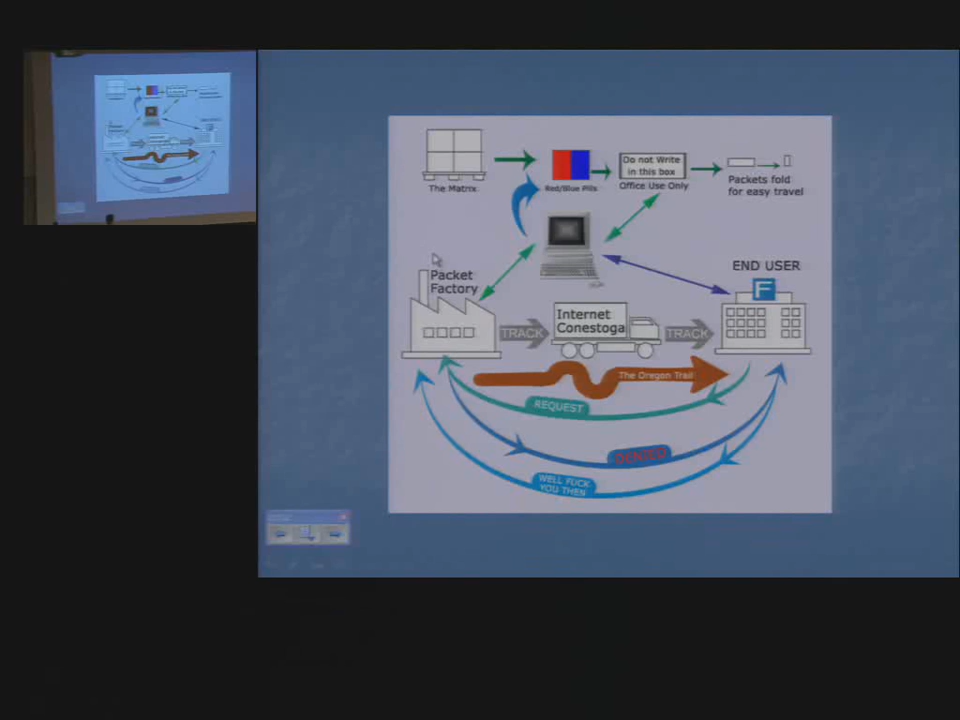 The Matrix
Red/Blue Pills
Do not Write
in this box
Office Use Only
Packets fold
for easy travel
Packet
Factory
Internet
Conestoga
END USER
F
TRACK
TRACK
The Oregon Trail
REQUEST
DENIED
WELL FUCK
YOU THEN